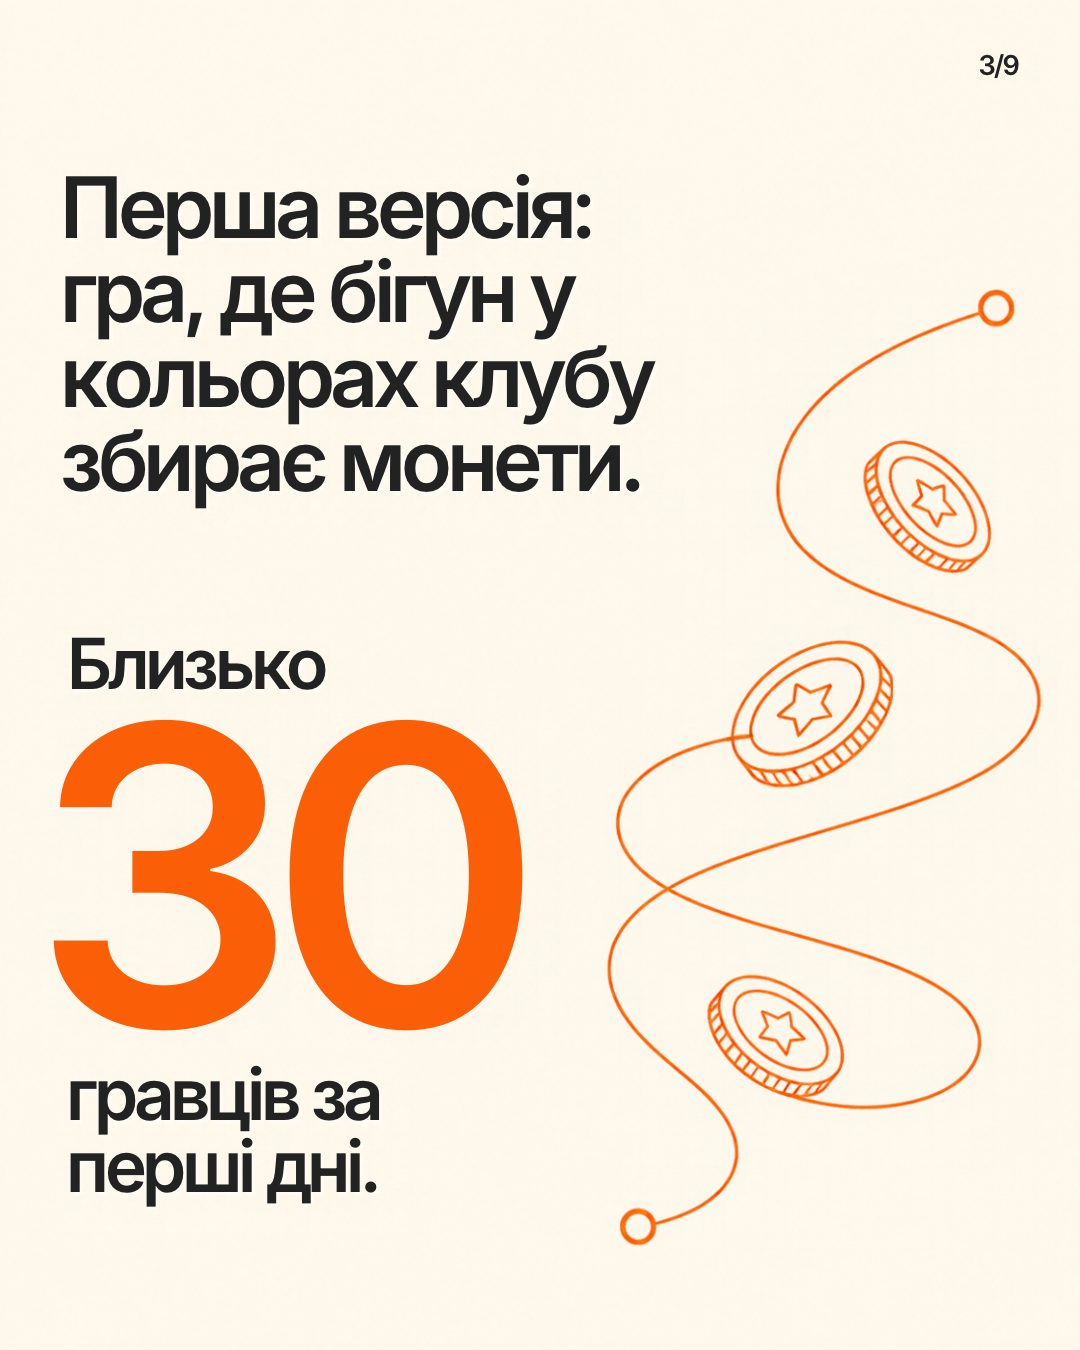 3/9
Перша версія:
гра, де бігун у
кольорах клубу
збирає монети.
Близько
30
гравців за
перші дні.